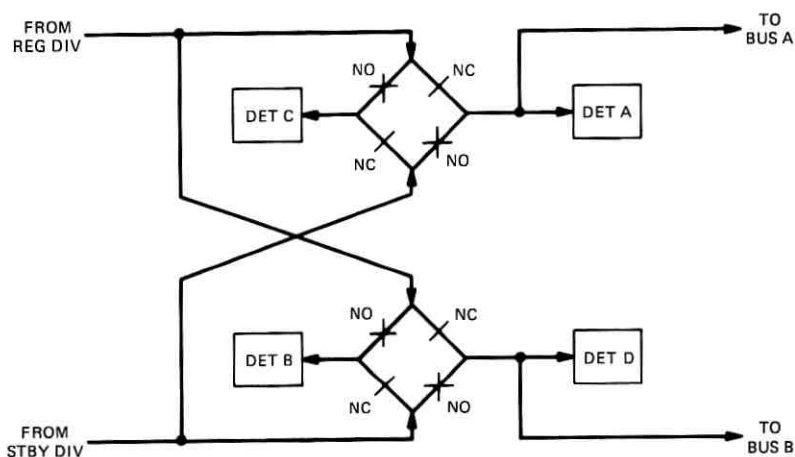 FROM
REG DIV
TO
BUS A
NO
NC
DET C
DET A
NC
NO
NO
NC
DET B
DET D
NC
NO
FROM
STBY DIV
TO
BUS B